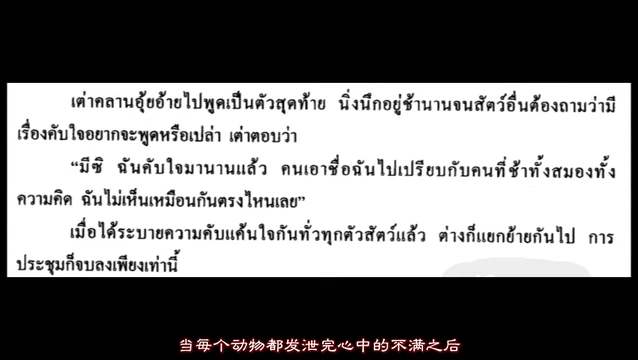 เต่าคลานอุ้ยอ้ายไปพูดเป็นตัวสุดท้าย นิ่งนึกอยู่ช้านานจนสัตว์อื่นต้องถามว่ามี
เรื่องคับใจอยากจะพูดหรือเปล่า เต่าตอบว่า
“มีซิ ฉันคับใจมานานแล้ว คนเอาชื่อฉันไปเปรียบกับคนที่ช้าทั้งสมองทั้ง
ความคิด ฉันไม่เห็นเหมือนกันตรงไหนเลย”
เมื่อได้ระบายความคับแค้นใจกันทั่วทุกตัวสัตว์แล้ว ต่างก็แยกย้ายกันไป การ
ประชุมก็จบลงเพียงเท่านี้
当每个动物都发泄完心中的不满之后